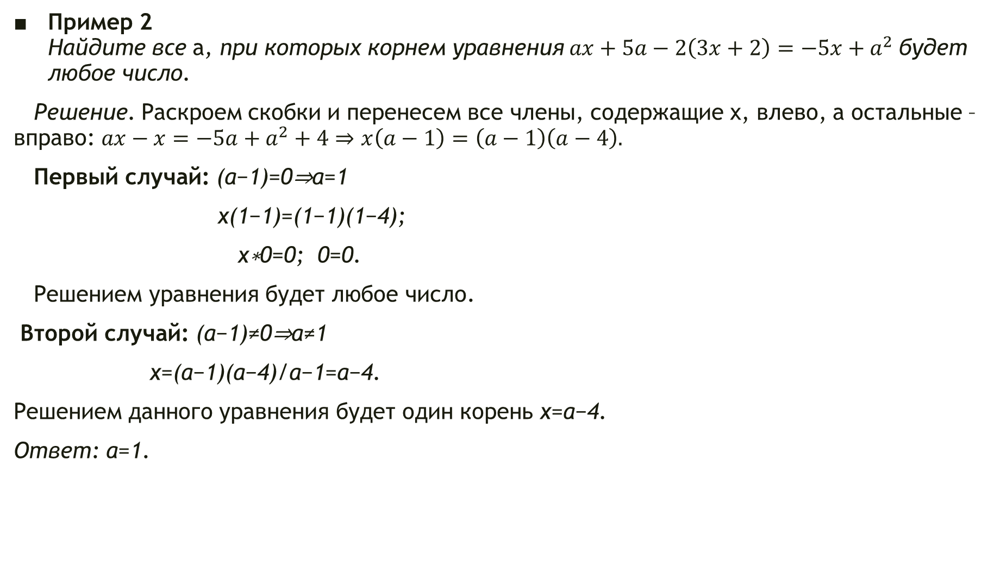 ▪ Пример 2
Найдите все а, при которых корнем уравнения 𝑎𝑥 + 5𝑎 − 2(3𝑥 + 2) = −5𝑥 + 𝑎² будет
любое число.
Решение. Раскроем скобки и перенесем все члены, содержащие х, влево, а остальные -
вправо: 𝑎𝑥 − 𝑥 = −5𝑎 + 𝑎² + 4 ⇒ 𝑥(𝑎 − 1) = (𝑎 − 1)(𝑎 − 4).
Первый случай: (a−1)=0⇒a=1
x(1−1)=(1−1)(1−4);
x∗0=0; 0=0.
Решением уравнения будет любое число.
Второй случай: (a−1)≠0⇒a≠1
x=(a−1)(a−4)/a−1=a−4.
Решением данного уравнения будет один корень x=a−4.
Ответ: a=1.